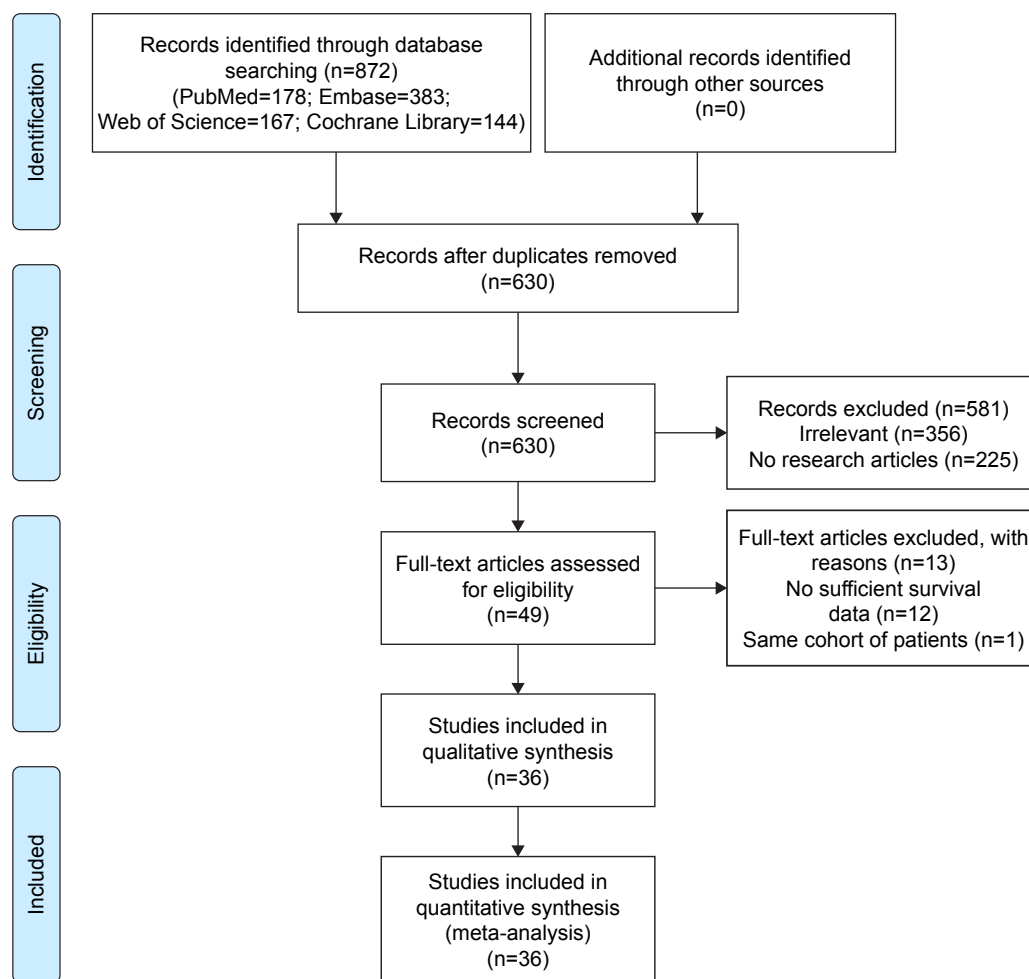 Identification
Records identified through database
searching (n=872)
(PubMed=178; Embase=383;
Web of Science=167; Cochrane Library=144)
Additional records identified
through other sources
(n=0)
Records after duplicates removed
(n=630)
Screening
Records screened
(n=630)
Records excluded (n=581)
Irrelevant (n=356)
No research articles (n=225)
Eligibility
Full-text articles assessed
for eligibility
(n=49)
Full-text articles excluded, with
reasons (n=13)
No sufficient survival
data (n=12)
Same cohort of patients (n=1)
Studies included in
qualitative synthesis
(n=36)
Included
Studies included in
quantitative synthesis
(meta-analysis)
(n=36)